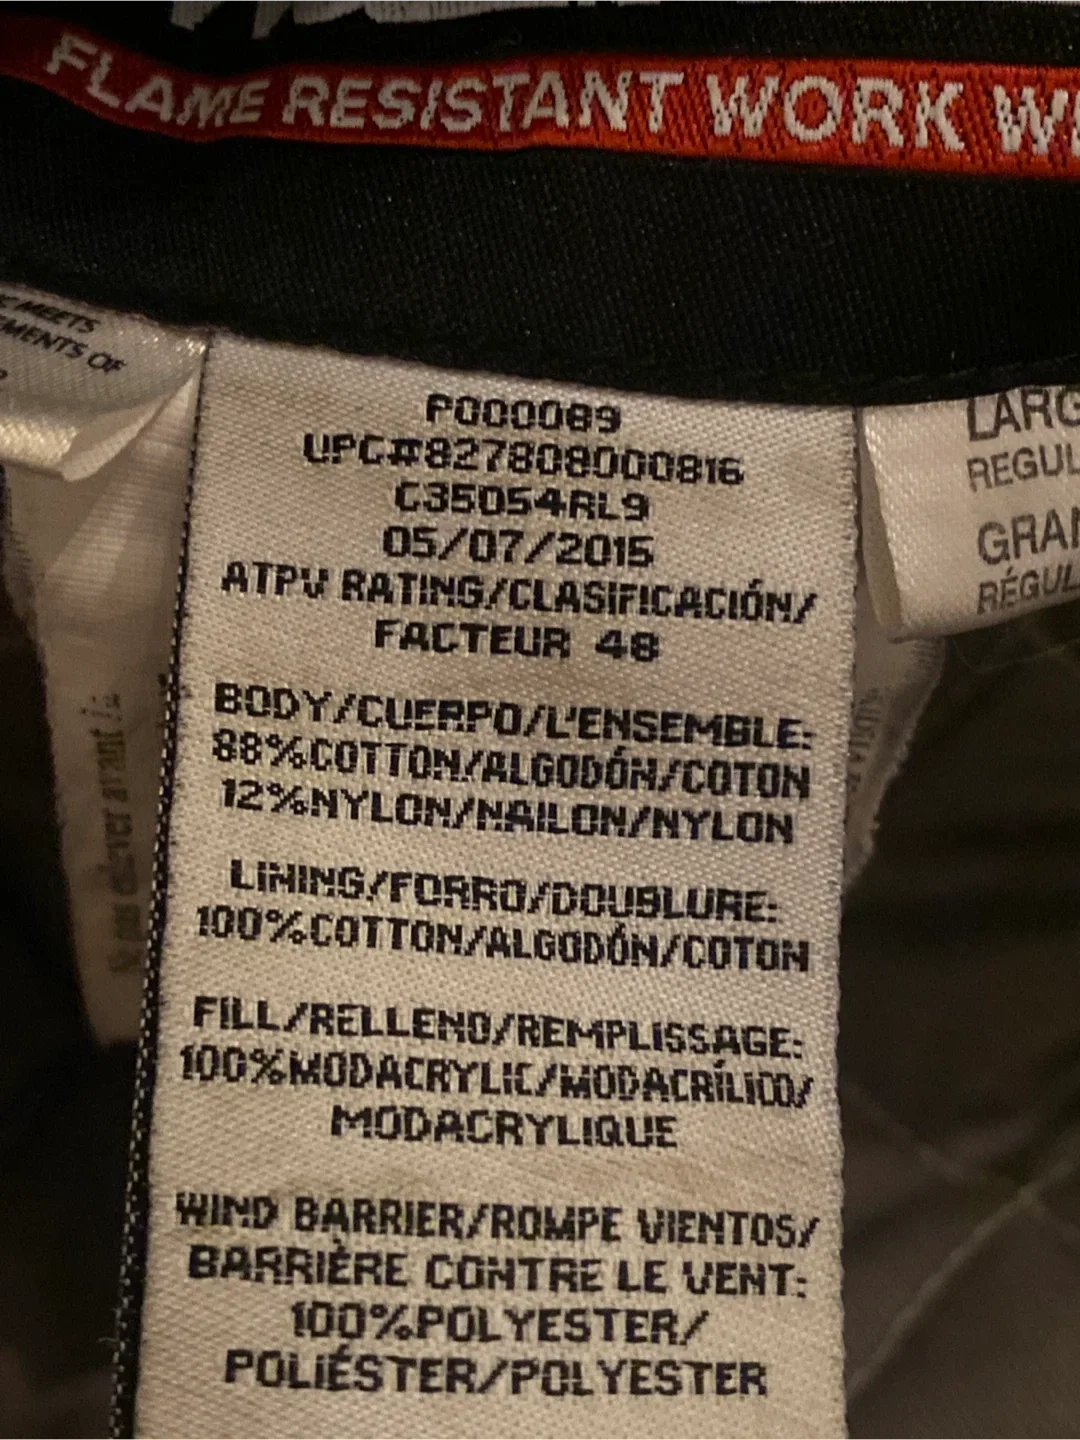 FLAME RESISTANT WORK
MEETS
OF
P000089
UPC#827808000816
C35054RL9
05/07/2015
ATPV RATING/CLASIFICACIÓN/
FACTEUR 48
BODY/CUERPO/L'ENSEMBLE:
88%COTTON/ALGODÓN/COTON
12%NYLON/NAILON/NYLON
LINING/FORRO/DOUBLURE:
100%COTTON/ALGODÓN/COTON
FILL/RELLENO/REMPLISSAGE:
100%MODACRYLIC/MODACRÍLICO/
MODACRYLIQUE
WIND BARRIER/ROMPE VIENTOS/
BARRIÈRE CONTRE LE VENT:
100%POLYESTER/
POLIÉSTER/POLYESTER
LARG
REGUL
GRAN
RÉGUL